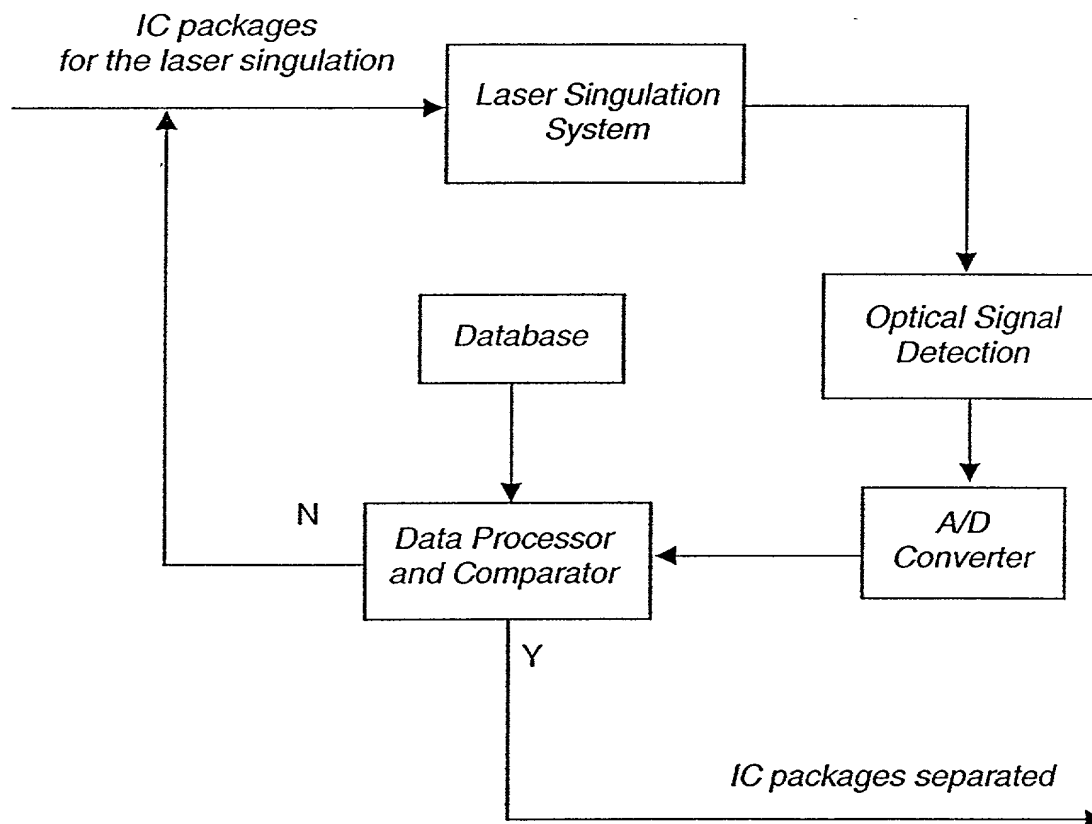 IC packages
for the laser singulation
Laser Singulation
System
Optical Signal
Detection
Database
A/D
Converter
N
Data Processor
and Comparator
Y
IC packages separated